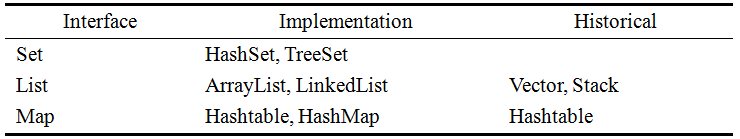 Interface Implementation Historical
Set HashSet, TreeSet
List ArrayList, LinkedList Vector, Stack
Map Hashtable, HashMap Hashtable